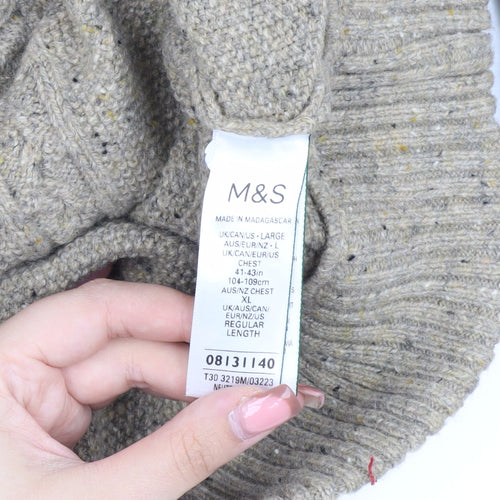 M&S
MADE IN MADAGASCAR
UK/CAN/US - LARGE
AUS/EUR/NZ - L
UK/CAN/EUR/US
CHEST
41-43in
104-109cm
AUS/NZ CHEST
XL
UK/AUS/CAN/
EUR/NZ/US
REGULAR
LENGTH
08131140
T30 3219M/03223